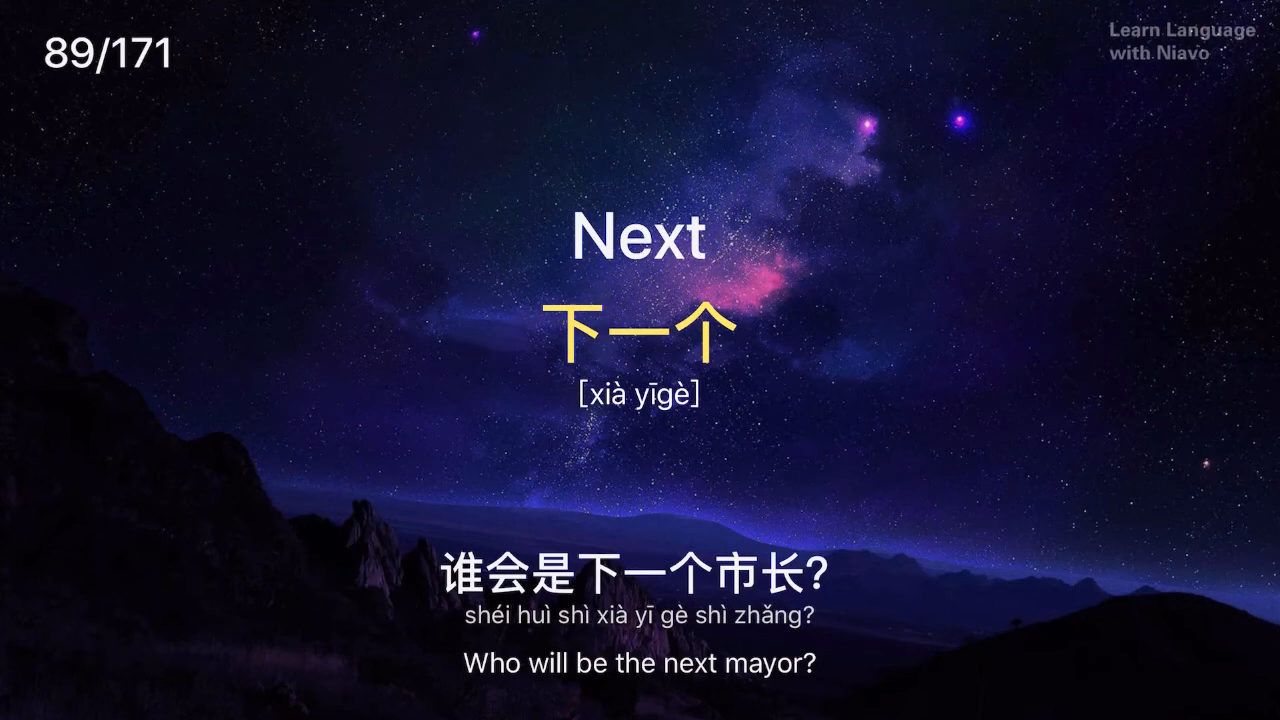 89/171
Learn Language
with Niavo
Next
下一个
[xià yīgè]
谁会是下一个市长?
shéi huì shì xià yī gè shì zhǎng?
Who will be the next mayor?